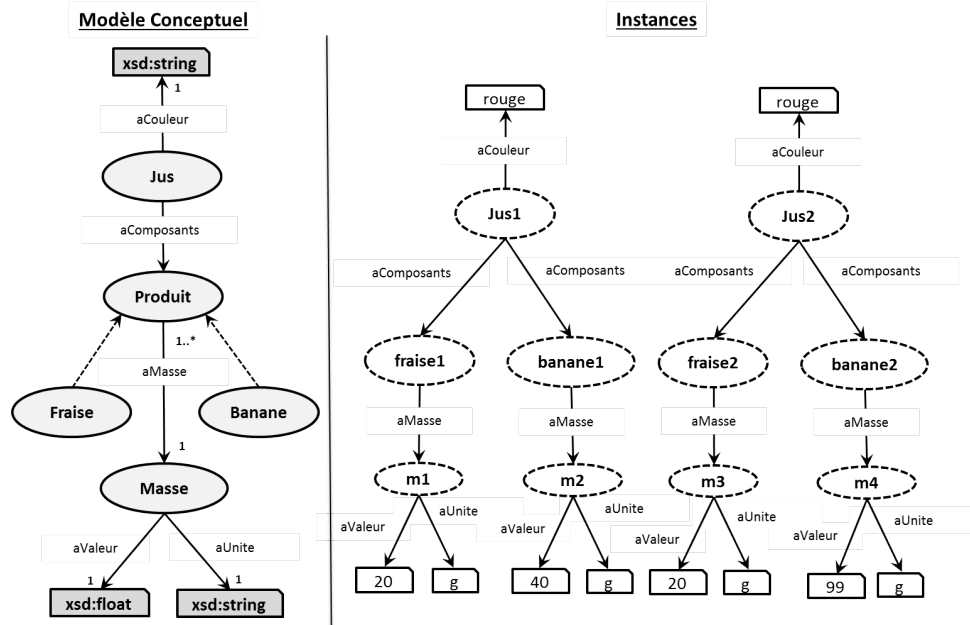 Modèle Conceptuel
xsd:string
1
aCouleur
Jus
aComposants
Produit
1..*
aMasse
Fraise
Banane
1
Masse
aValeur
aUnite
1
1
xsd:float
xsd:string
Instances
rouge
rouge
aCouleur
aCouleur
Jus1
Jus2
aComposants
aComposants
aComposants
aComposants
fraise1
banane1
fraise2
banane2
aMasse
aMasse
aMasse
aMasse
m1
m2
m3
m4
aValeur
aUnite
aValeur
aUnite
aValeur
aUnite
aValeur
aUnite
20
g
40
g
20
g
99
g